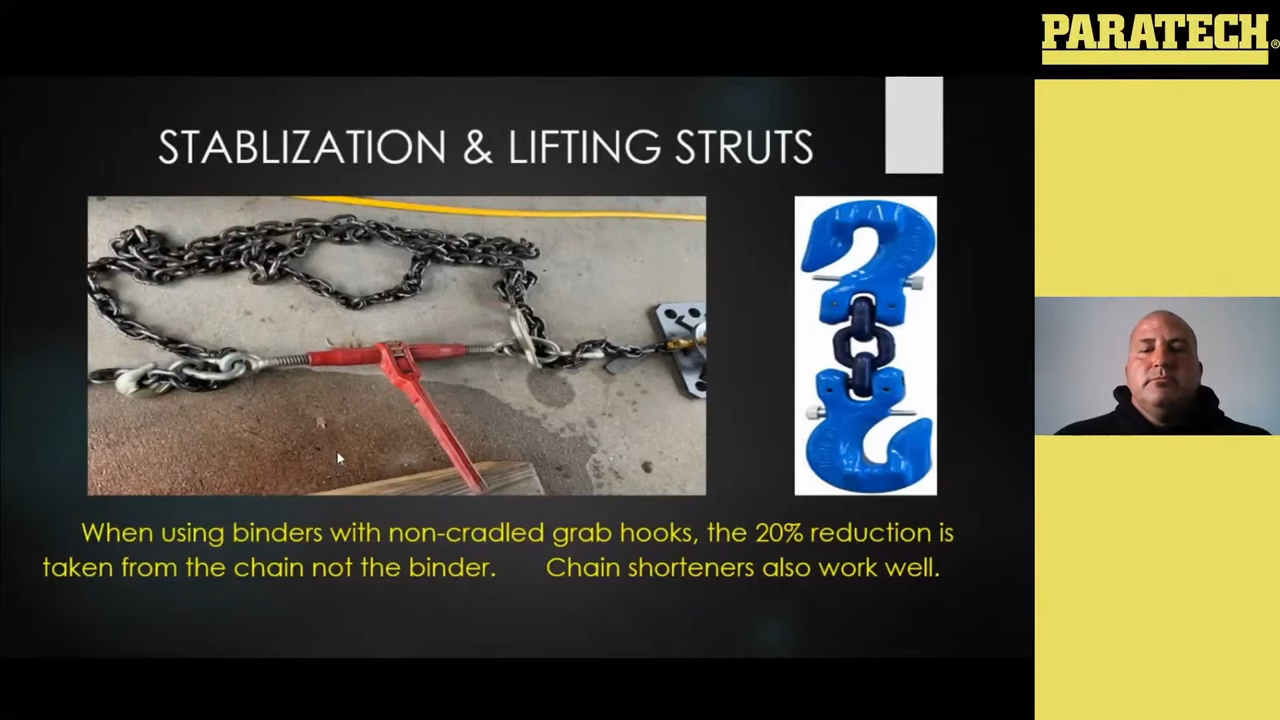 PARATECH®
STABLIZATION & LIFTING STRUTS
When using binders with non-cradled grab hooks, the 20% reduction is
taken from the chain not the binder. Chain shorteners also work well.